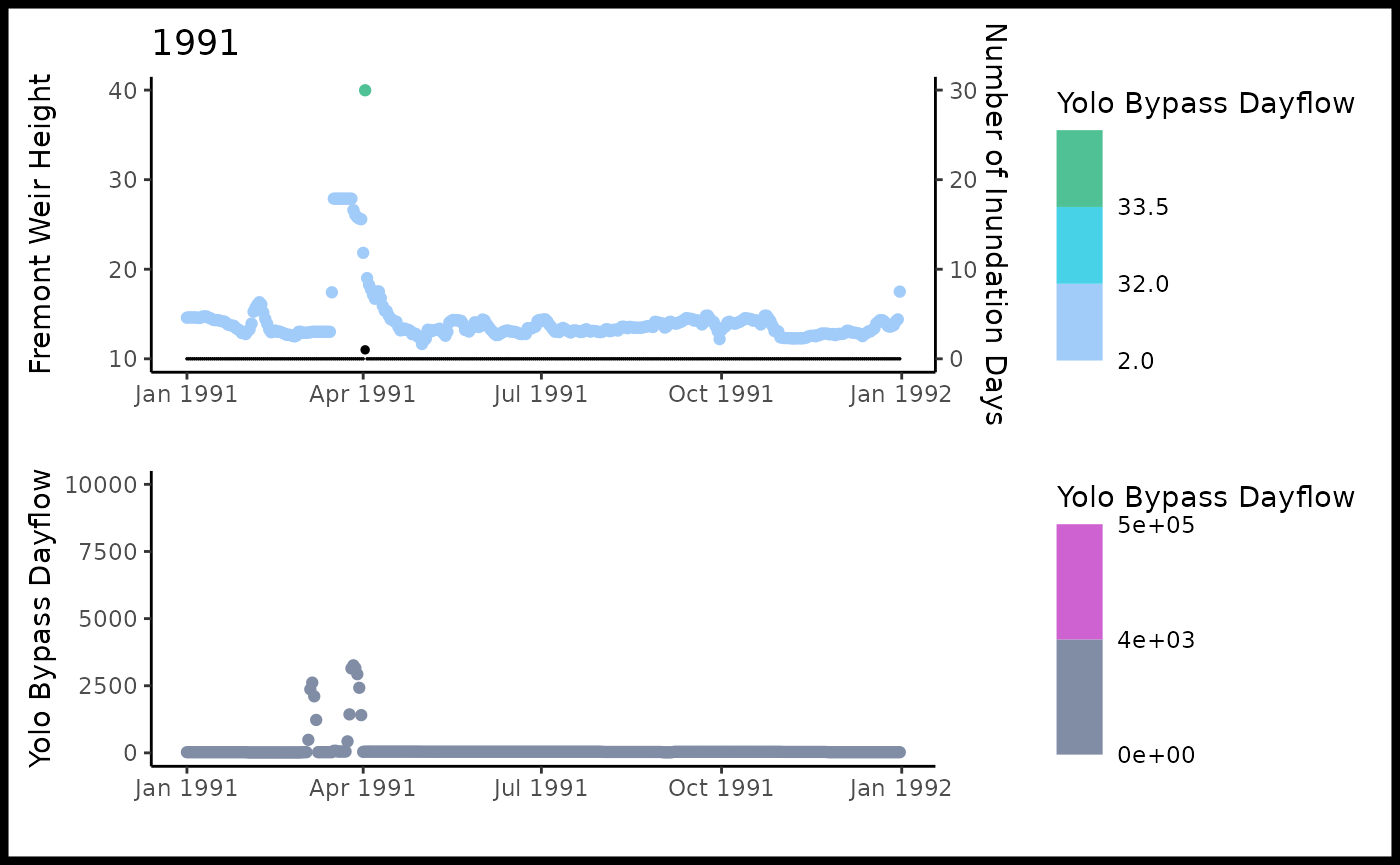 1991
Fremont Weir Height
40
30
20
10
30
20
10
0
Number of Inundation Days
Jan 1991 Apr 1991 Jul 1991 Oct 1991 Jan 1992
Yolo Bypass Dayflow
33.5
32.0
2.0
Yolo Bypass Dayflow
10000
7500
5000
2500
0
Jan 1991 Apr 1991 Jul 1991 Oct 1991 Jan 1992
Yolo Bypass Dayflow
5e+05
4e+03
0e+00